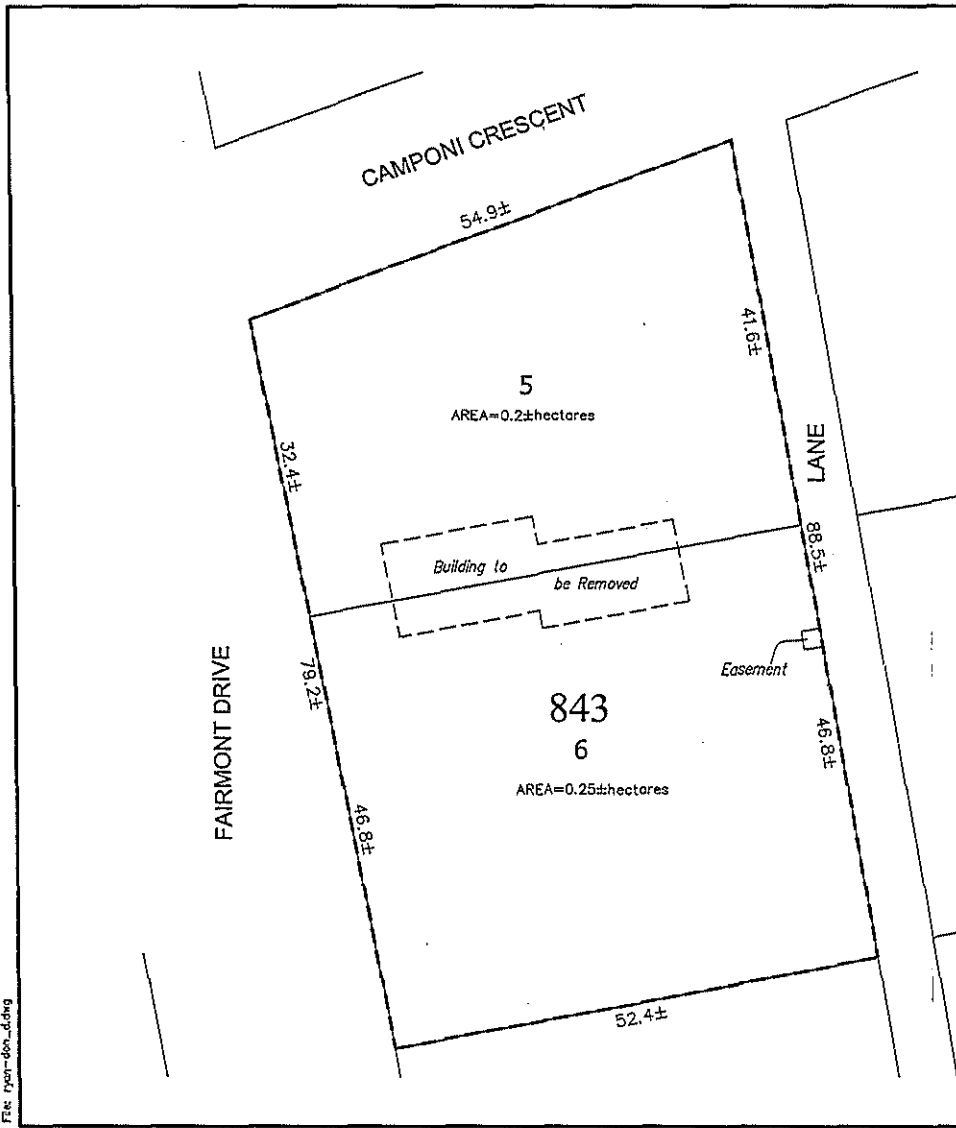 CAMPONI CRESCENT
54.9±
41.6±
5
AREA=0.2±hectares
32.4±
LANE
88.5±
Building to
be Removed
Easement
FAIRMONT DRIVE
79.2±
843
6
46.8±
AREA=0.25±hectares
46.8±
52.4±
File: ryan-don_d.dwg